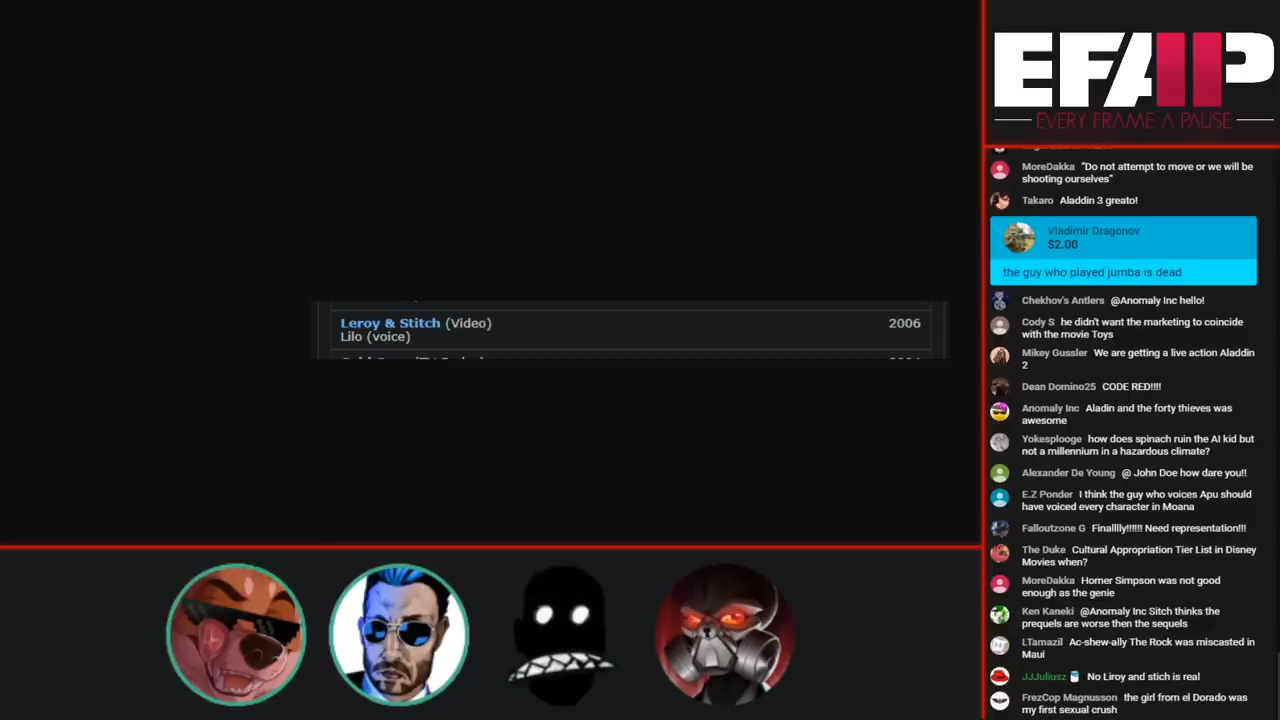 Leroy & Stitch (Video) 2006
Lilo (voice)
EFAP
EVERY FRAME A PAUSE
MoreDakka "Do not attempt to move or we will be
shooting ourselves"
Takaro Aladdin 3 greato!
Vladimir Dragonov
$2.00
the guy who played jumba is dead
Chekhov's Antlers @Anomaly Inc hello!
Cody S he didn't want the marketing to coincide
with the movie Toys
Mikey Gussler We are getting a live action Aladdin
2
Dean Domino25 CODE RED!!!!
Anomaly Inc Aladin and the forty thieves was
awesome
Yokesplooge how does spinach ruin the AI kid but
not a millennium in a hazardous climate?
Alexander De Young @ John Doe how dare you!!
E.Z Ponder I think the guy who voices Apu should
have voiced every character in Moana
Falloutzone G Finalllly!!!!!! Need representation!!!
The Duke Cultural Appropriation Tier List in Disney
Movies when?
MoreDakka Homer Simpson was not good
enough as the genie
Ken Kaneki @Anomaly Inc Sitch thinks the
prequels are worse then the sequels
LTamazil Ac-shew-ally The Rock was miscasted in
Maui
JJJuliusz No Liroy and stich is real
FrezCop Magnusson the girl from el Dorado was
my first sexual crush